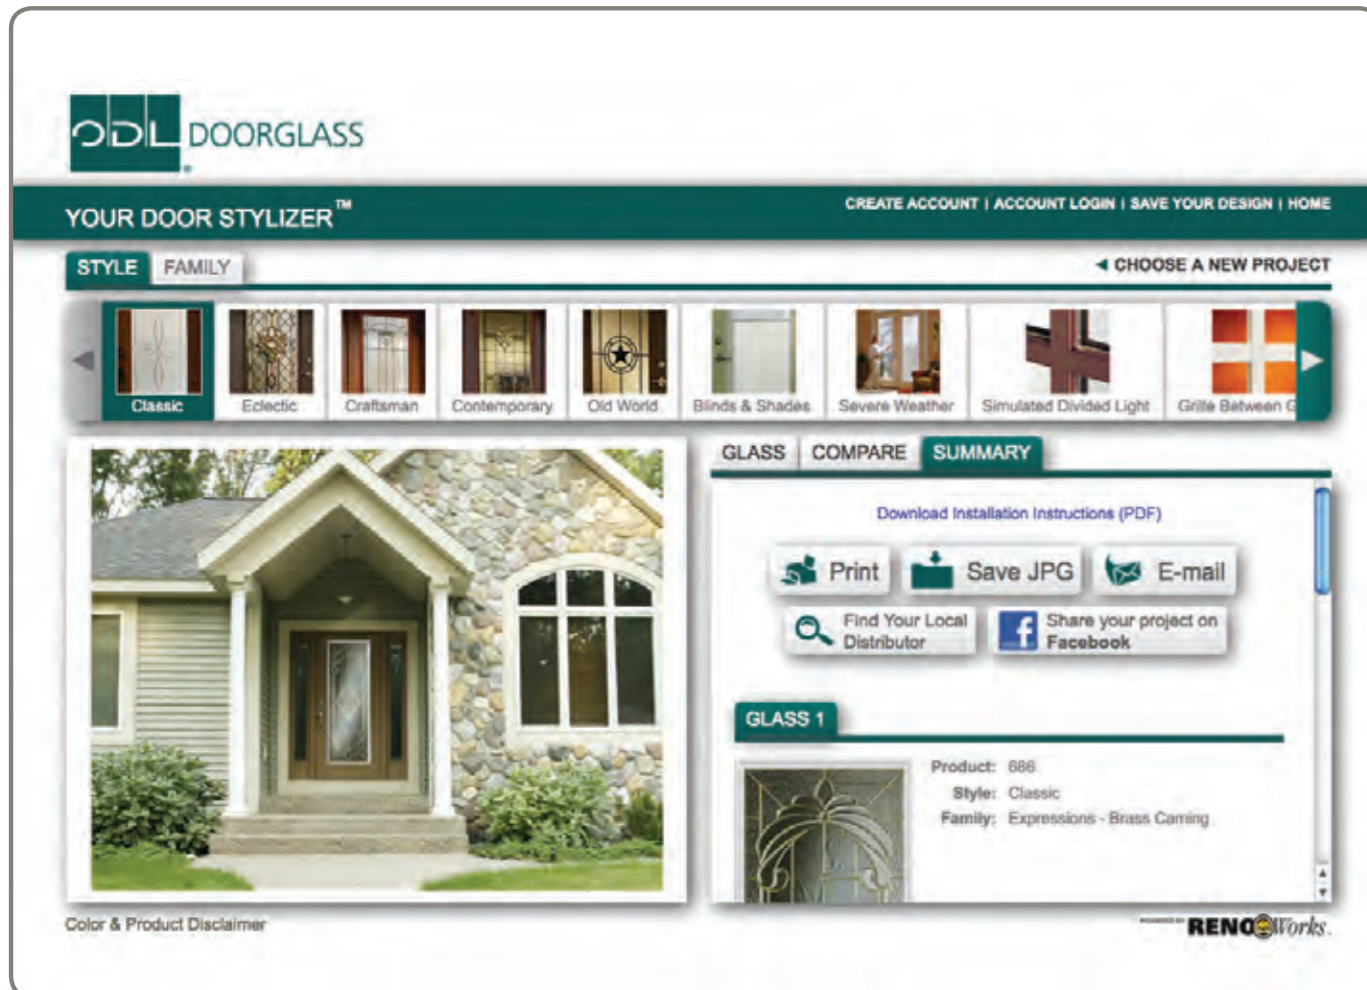 ODL DOORGLASS
YOUR DOOR STYLIZER™
CREATE ACCOUNT | ACCOUNT LOGIN | SAVE YOUR DESIGN | HOME
STYLE FAMILY
◄ CHOOSE A NEW PROJECT
Classic
Eclectic
Craftsman
Contemporary
Old World
Blinds & Shades
Severe Weather
Simulated Divided Light
Grille Between G
GLASS COMPARE SUMMARY
Download Installation Instructions (PDF)
Print
Save JPG
E-mail
Find Your Local
Distributor
Share your project on
Facebook
GLASS 1
Product: 686
Style: Classic
Family: Expressions - Brass Caming
Color & Product Disclaimer
POWERED BY RENOWorks.